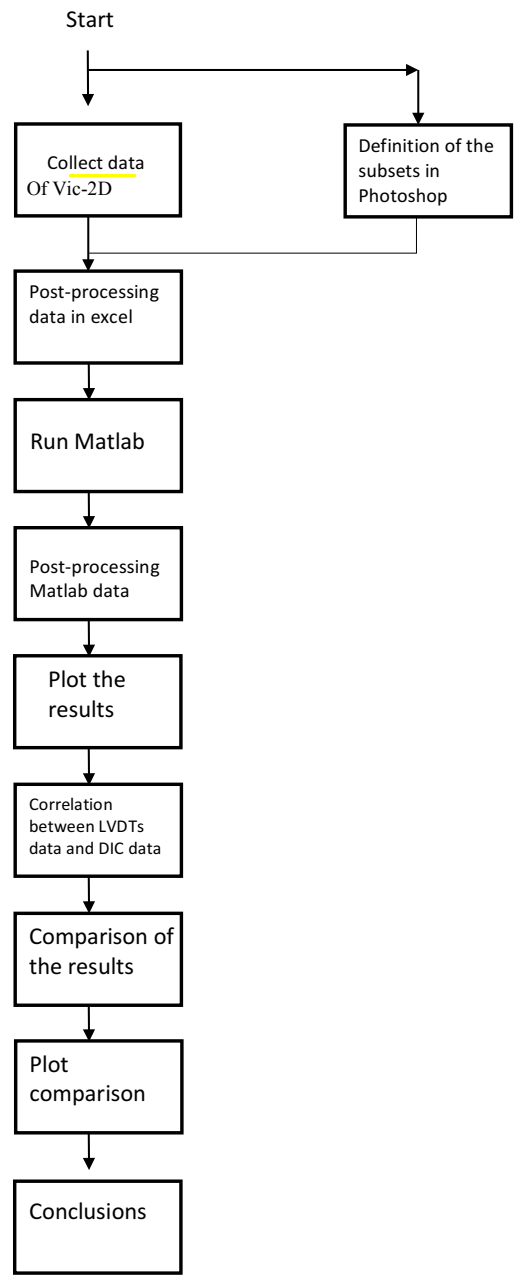 Start
Collect data
Of Vic-2D
Definition of the
subsets in
Photoshop
Post-processing
data in excel
Run Matlab
Post-processing
Matlab data
Plot the
results
Correlation
between LVDTs
data and DIC data
Comparison of
the results
Plot
comparison
Conclusions